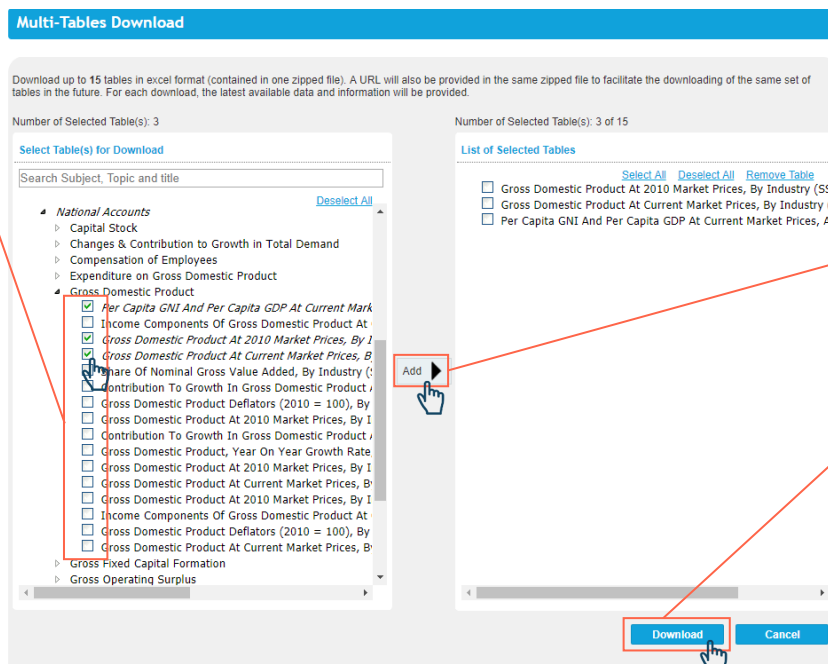 Multi-Tables Download
Download up to 15 tables in excel format (contained in one zipped file). A URL will also be provided in the same zipped file to facilitate the downloading of the same set of
tables in the future. For each download, the latest available data and information will be provided.
Number of Selected Table(s): 3
Select Table(s) for Download
Search Subject, Topic and title
Deselect All
National Accounts
Capital Stock
Changes & Contribution to Growth in Total Demand
Compensation of Employees
Expenditure on Gross Domestic Product
Gross Domestic Product
Per Capita GNI And Per Capita GDP At Current Mark
Income Components Of Gross Domestic Product At
Gross Domestic Product At 2010 Market Prices, By I
Gross Domestic Product At Current Market Prices, B
Share Of Nominal Gross Value Added, By Industry (
Contribution To Growth In Gross Domestic Product
Gross Domestic Product Deflators (2010 = 100), By
Gross Domestic Product At 2010 Market Prices, By I
Contribution To Growth In Gross Domestic Product
Gross Domestic Product, Year On Year Growth Rate
Gross Domestic Product At 2010 Market Prices, By I
Gross Domestic Product At Current Market Prices, B
Gross Domestic Product At 2010 Market Prices, By I
Income Components Of Gross Domestic Product At
Gross Domestic Product Deflators (2010 = 100), By
Gross Domestic Product At Current Market Prices, B
Gross Fixed Capital Formation
Gross Operating Surplus
Add
Number of Selected Table(s): 3 of 15
List of Selected Tables
Select All Deselect All Remove Table
Gross Domestic Product At 2010 Market Prices, By Industry (SS
Gross Domestic Product At Current Market Prices, By Industry (
Per Capita GNI And Per Capita GDP At Current Market Prices, A
Download Cancel